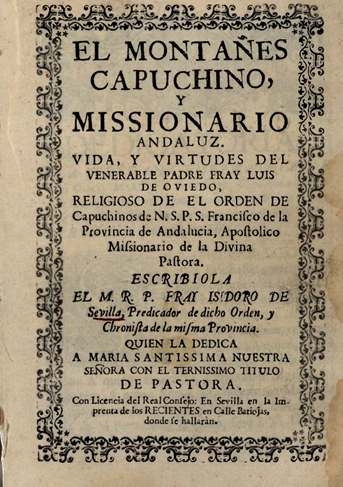 EL MONTAÑES
CAPUCHINO,
Y
MISSIONARIO
ANDALUZ.
VIDA, Y VIRTUDES DEL
VENERABLE PADRE FRAY LUIS
DE OVIEDO,
RELIGIOSO DE EL ORDEN DE
Capuchinos de N. S. P. S. Franciſco de la
Provincia de Andalucia, Apoſtolico
Miſsionario de la Divina
Paſtora.
ESCRIBIOLA
EL M. R. P. FRAY ISIDORO DE
Sevilla, Predicador de dicho Orden, y
Chroniſta de la miſma Provincia.
QUIEN LA DEDICA
A MARIA SANTISSIMA NUESTRA
SEÑORA CON EL TERNISSIMO TITULO
DE PASTORA.
Con Licencia del Real Conſejo: En Sevilla en la Im-
prenta de los RECIENTES en Calle Batiojas,
donde ſe hallaràn.